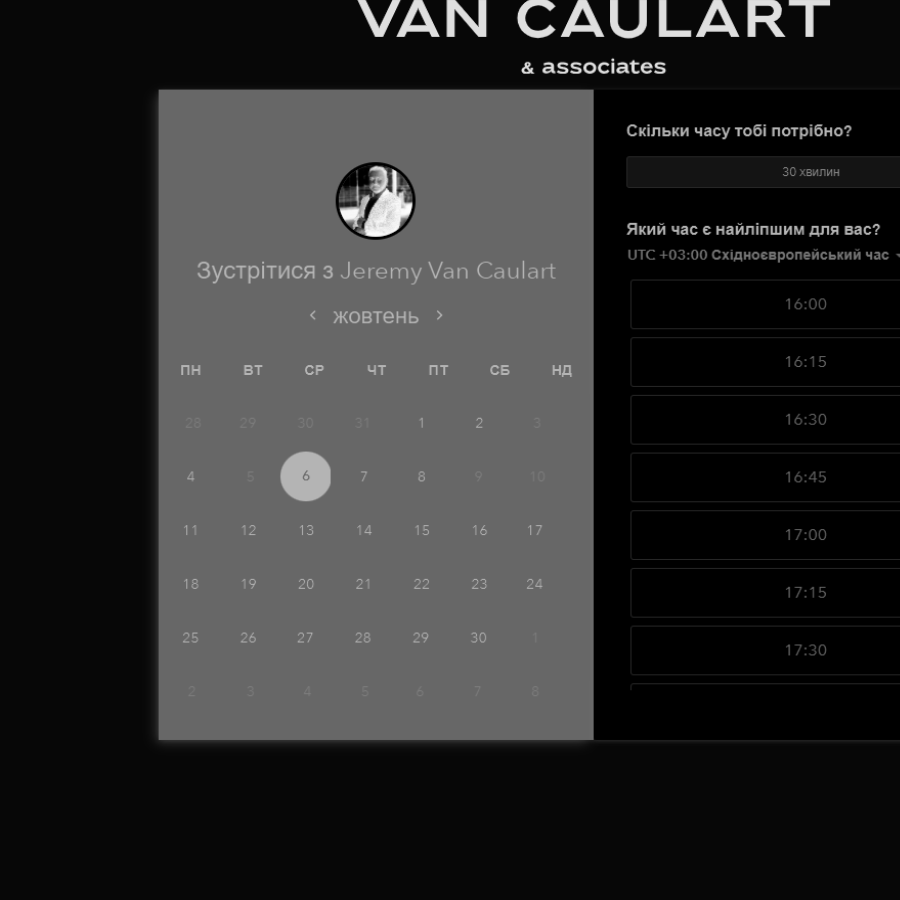 VAN CAULART
& associates
Зустрітися з Jeremy Van Caulart
жовтень
ПН ВТ СР ЧТ ПТ СБ НД
28 29 30 31 1 2 3
4 5 6 7 8 9 10
11 12 13 14 15 16 17
18 19 20 21 22 23 24
25 26 27 28 29 30 1
2 3 4 5 6 7 8
Скільки часу тобі потрібно?
30 хвилин
Який час є найліпшим для вас?
UTC +03:00 Східноєвропейський час
16:00
16:15
16:30
16:45
17:00
17:15
17:30